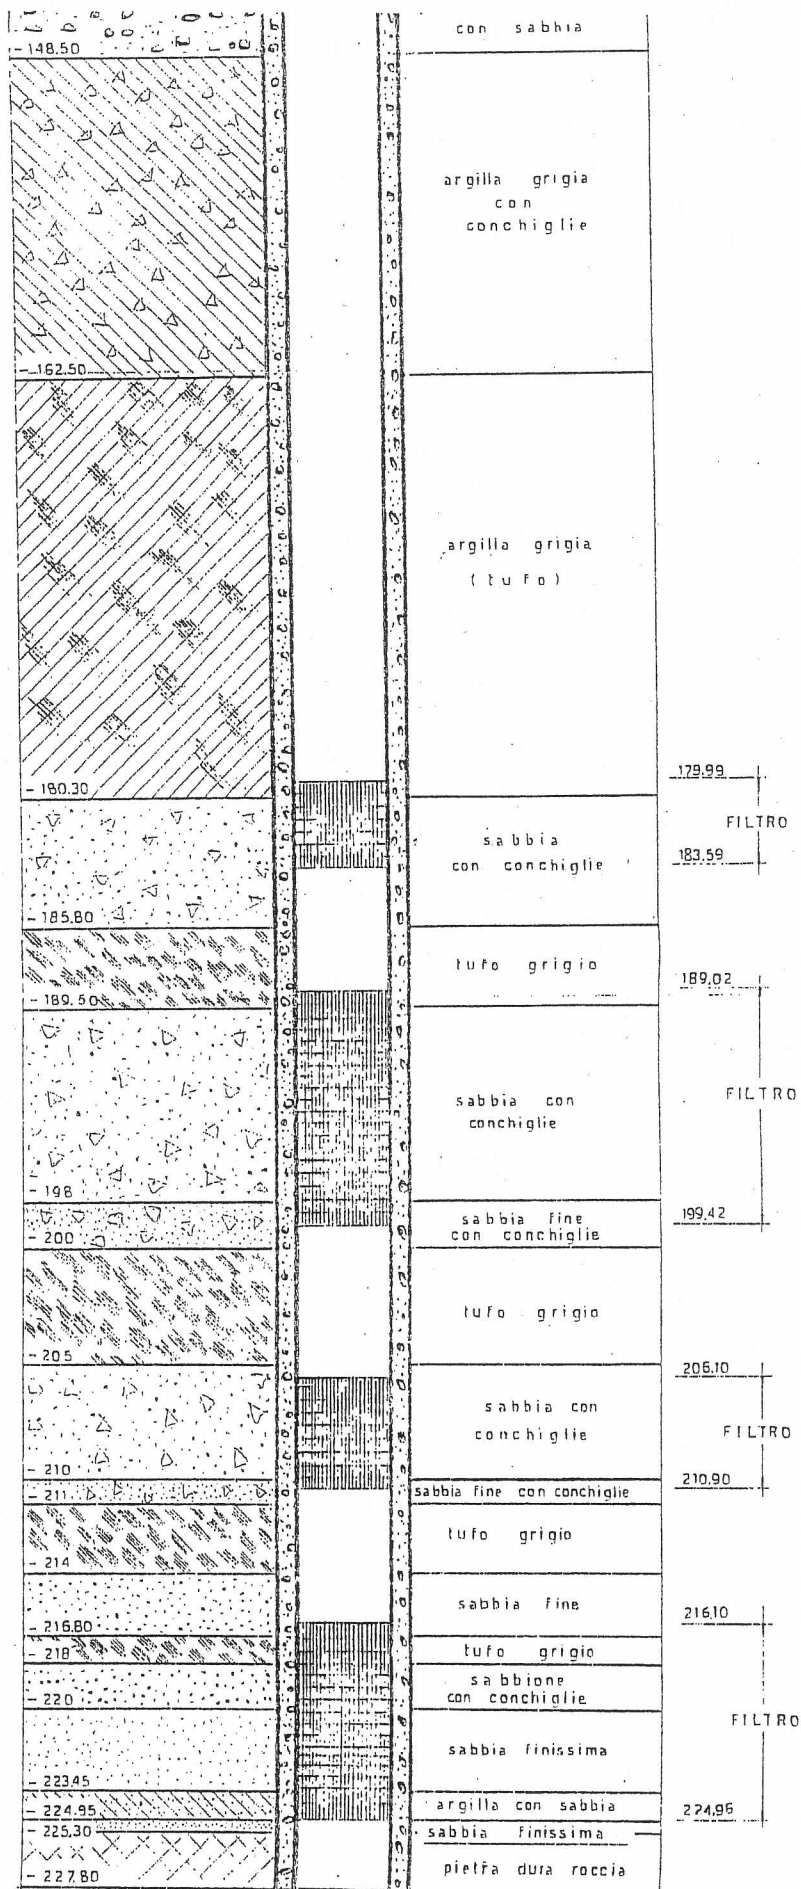 con sabbia
-148.50
argilla grigia
con
conchiglie
-162.50
argilla grigia
(tufo)
179.99
-180.30
FILTRO
sabbia
con conchiglie
183.59
-185.80
tufo grigio
189.02
-189.50
sabbia con
conchiglie
FILTRO
-198
sabbia fine
con conchiglie
199.42
-200
tufo grigio
-205
206.10
sabbia con
conchiglie
FILTRO
-210
210.90
-211
sabbia fine con conchiglie
tufo grigio
-214
sabbia fine
216.10
-216.80
tufo grigio
-218
sabbione
con conchiglie
-220
FILTRO
sabbia finissima
-223.45
argilla con sabbia
-224.95
224.96
-225.30
sabbia finissima
pietra dura roccia
-227.80